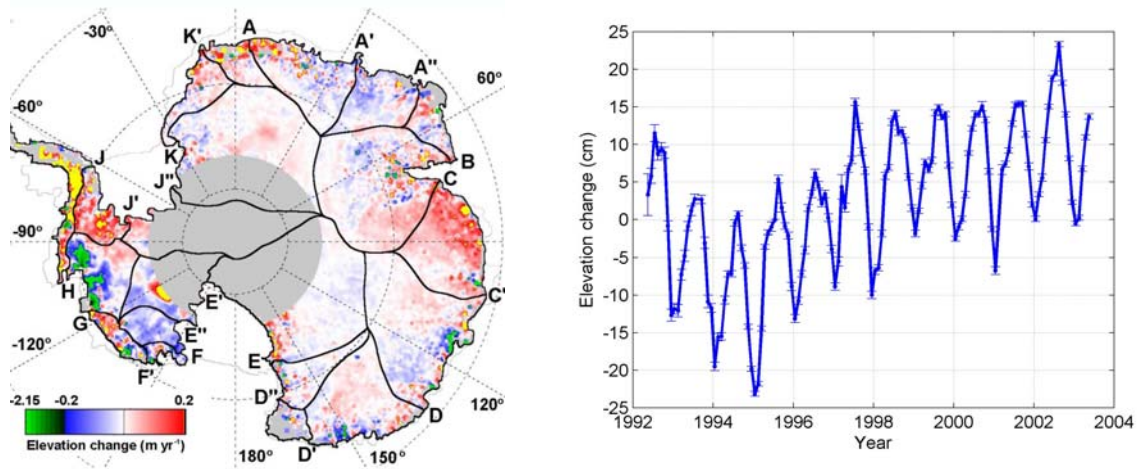 -30°
K'
A
A'
A"
60°
-60°
K
B
J
J"
C
J'
-90°
H
E'
C'
G
E"
-120°
F
E
F'
D"
120°
D
D'
-2.15 -0.2 0.2
Elevation change (m yr⁻¹)
180°
150°
25
20
15
10
5
0
-5
-10
-15
-20
-25
Elevation change (cm)
1992 1994 1996 1998 2000 2002 2004
Year